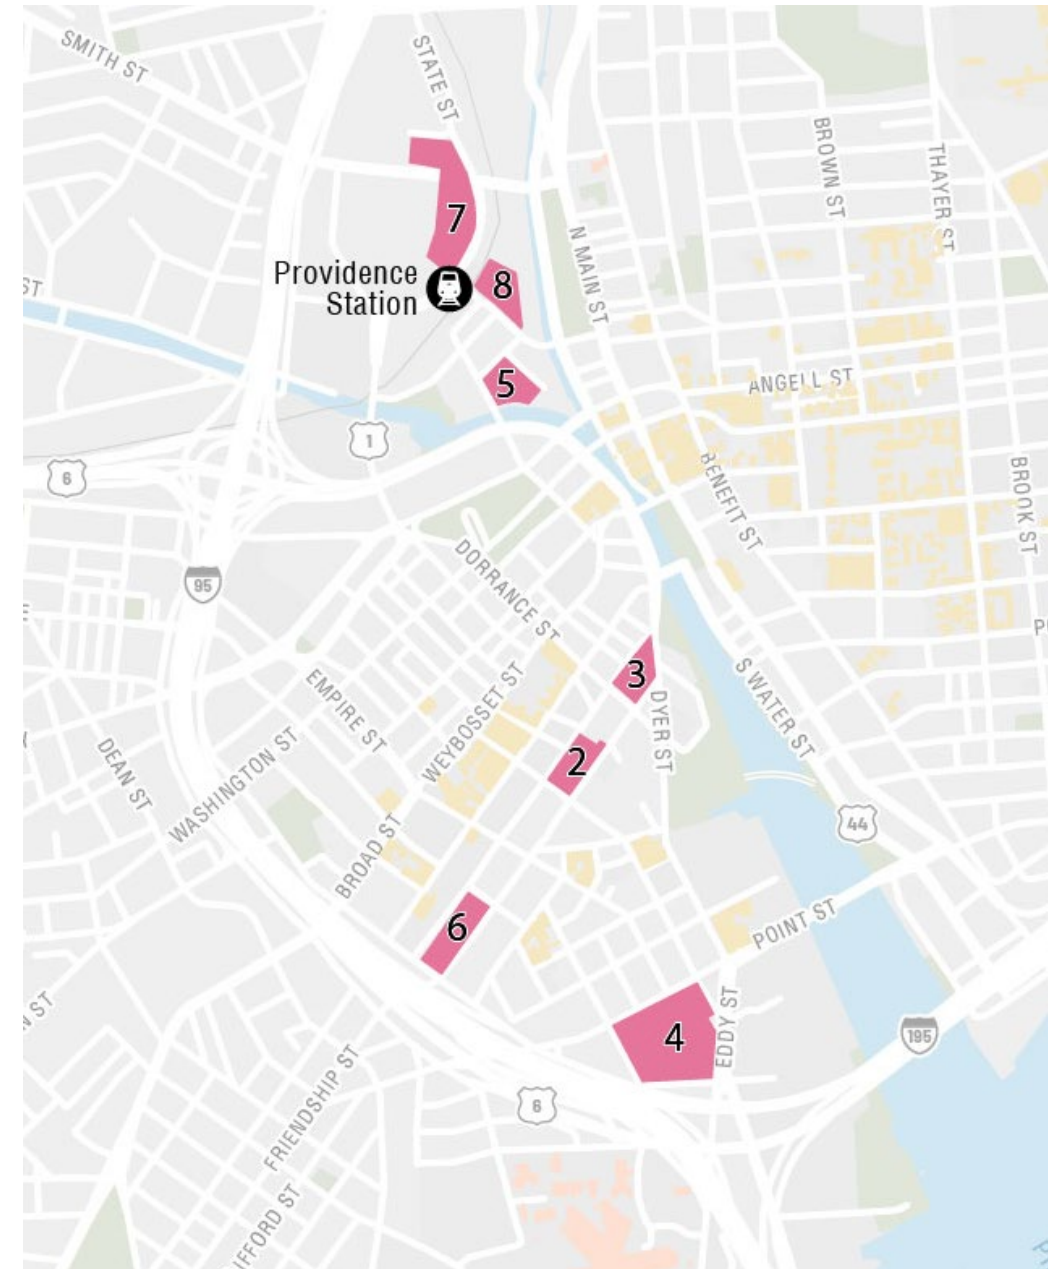 SMITH ST
STATE ST
BROWN ST
THAYER ST
7
N MAIN ST
Providence
Station
8
ST
5
ANGELL ST
1
6
BENEFIT ST
BROOK ST
95
DORRANCE ST
3
EMPIRE ST
WEYBOSSET ST
DYER ST
S WATER ST
2
DEAN ST
WASHINGTON ST
44
BROAD ST
6
POINT ST
4
EDDY ST
195
FRIENDSHIP ST
6